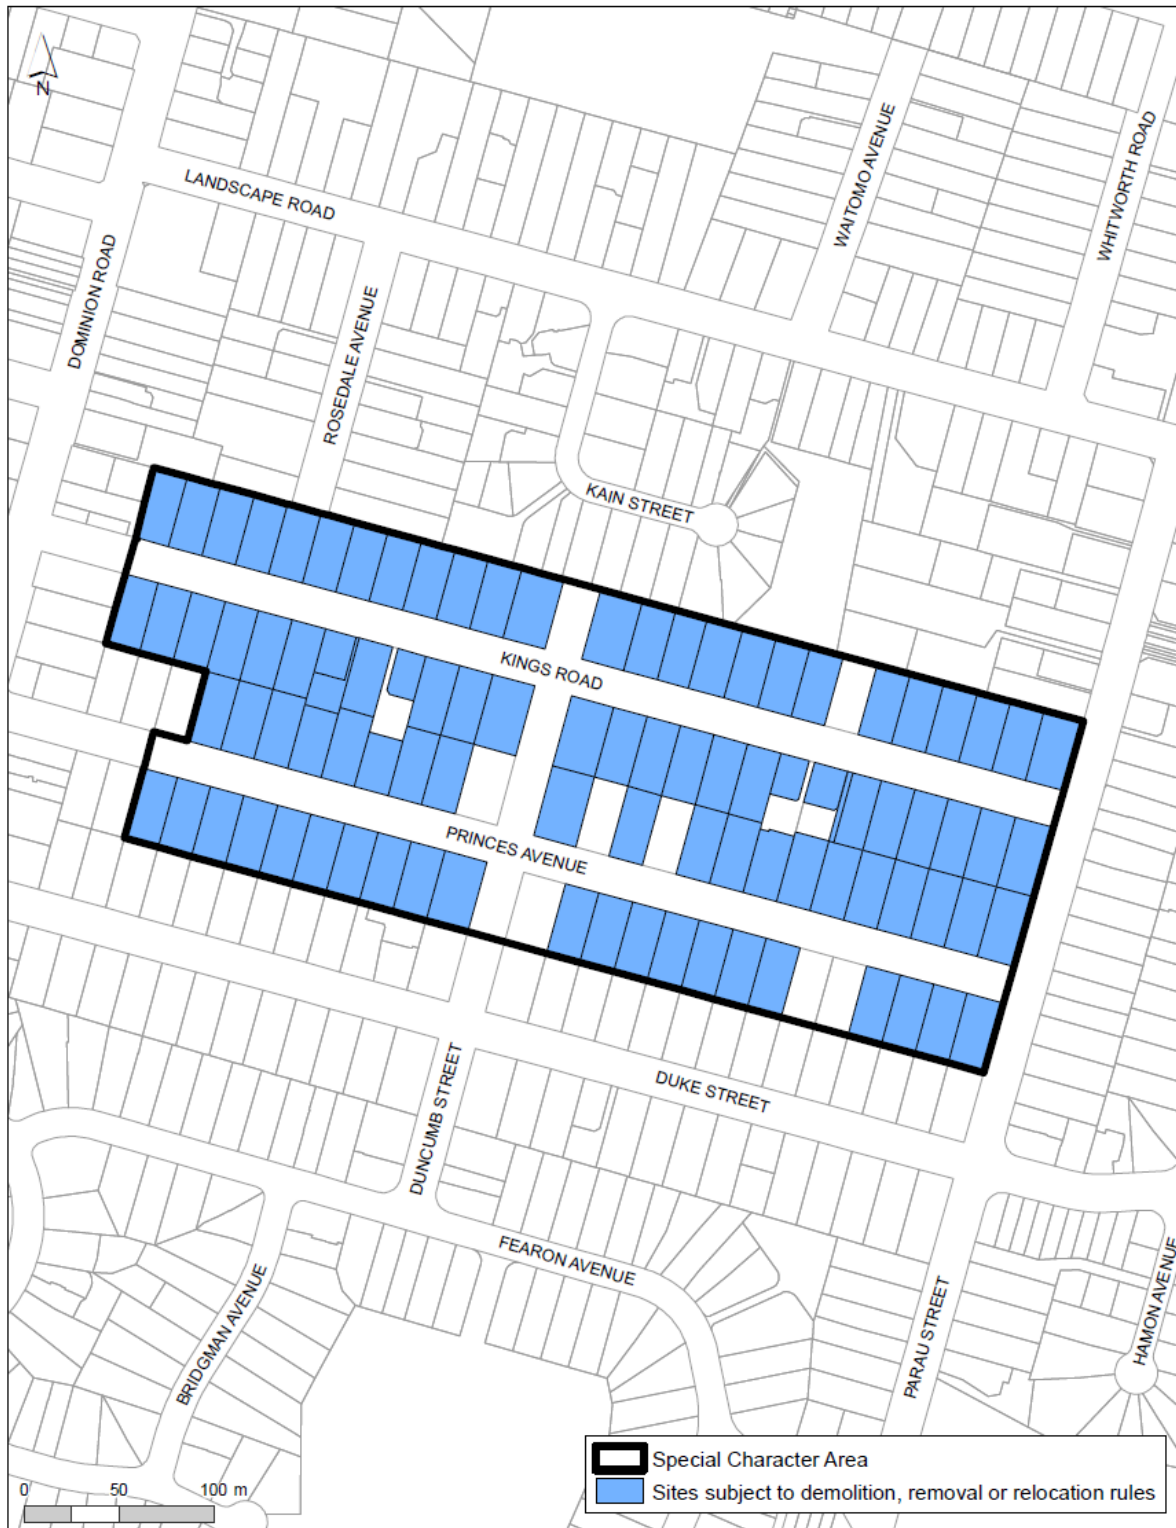 N
LANDSCAPE ROAD
DOMINION ROAD
ROSEDALE AVENUE
WAITOMO AVENUE
WHITWORTH ROAD
KAIN STREET
KINGS ROAD
PRINCES AVENUE
DUKE STREET
DUNCUMB STREET
FEARON AVENUE
BRIDGMAN AVENUE
PARAU STREET
HAMON AVENUE
Special Character Area
Sites subject to demolition, removal or relocation rules
0 50 100 m